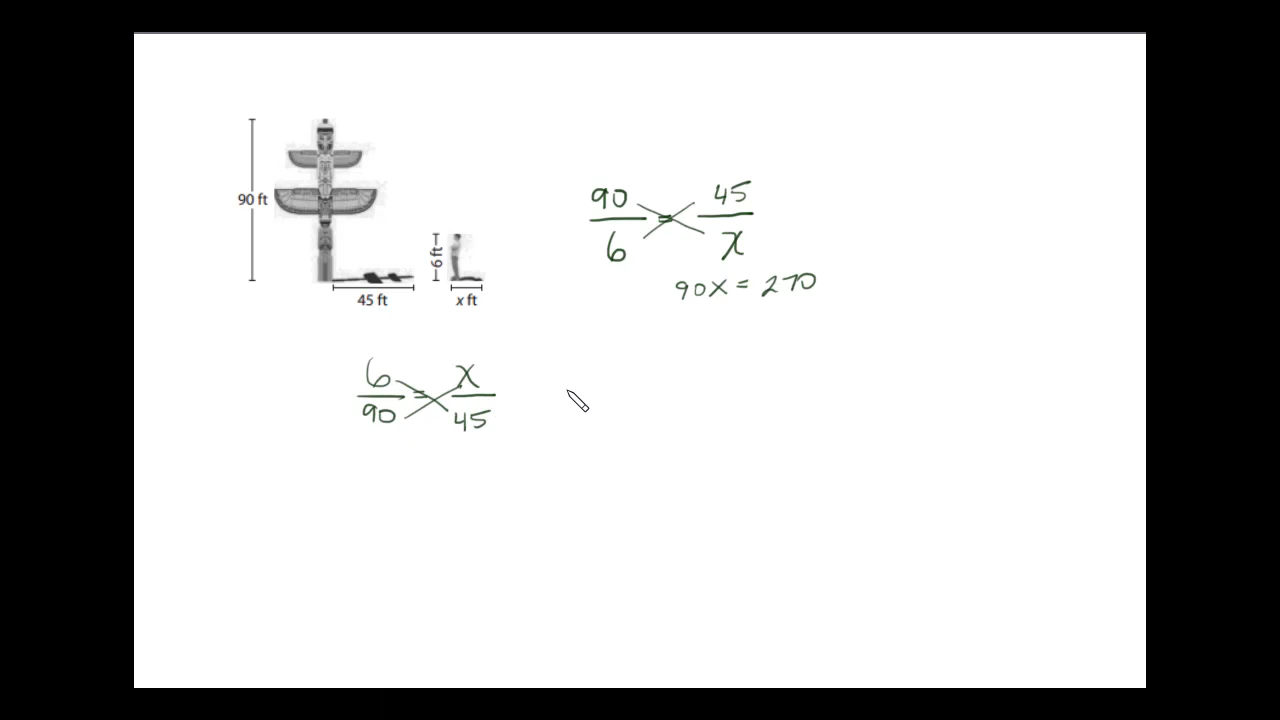 90 ft
6 ft
45 ft
x ft
90/6 = 45/x
90x = 270
6/90 = x/45